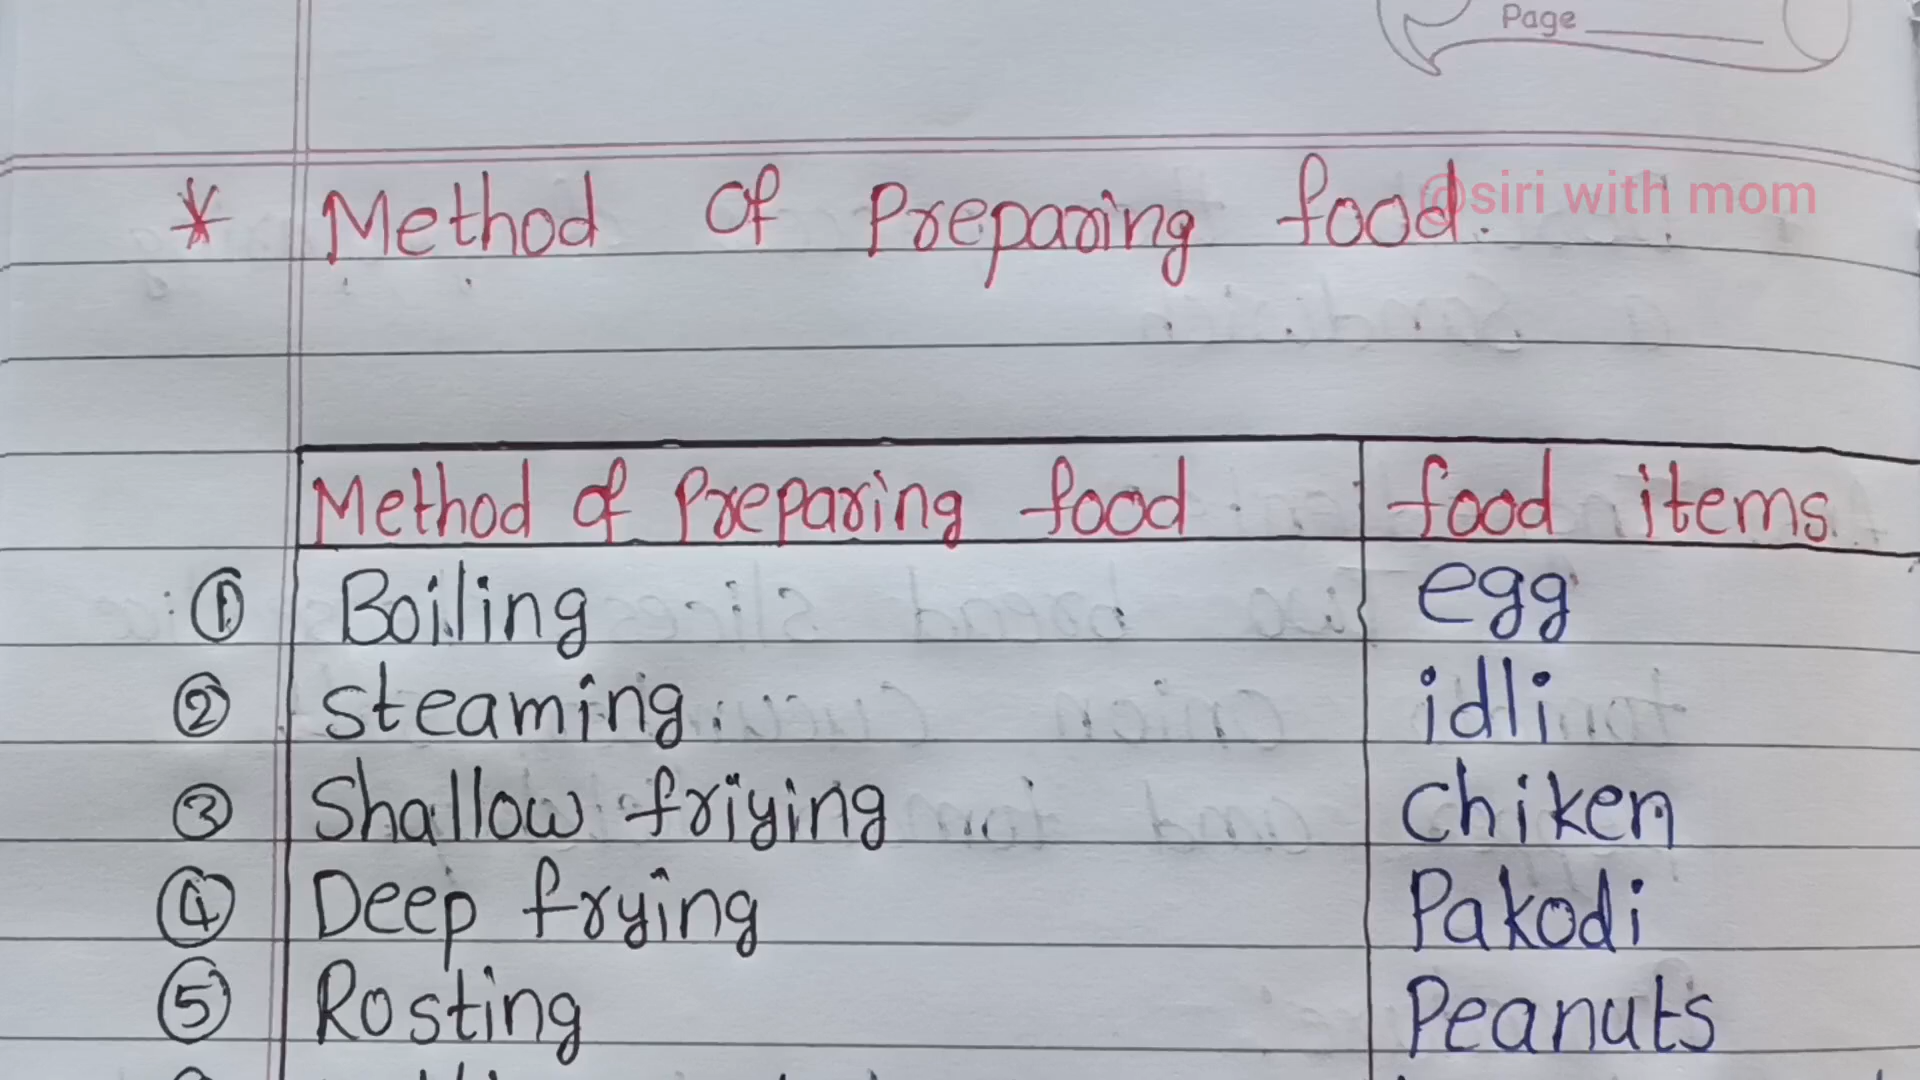 Page
@siri with mom
* Method Of Preparing food.
Method of Preparing food food items.
① Boiling egg
② steaming idli
③ Shallow friying chiken
④ Deep frying Pakodi
⑤ Rosting Peanuts